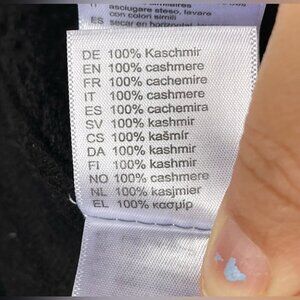 asciugare steso, lavare
con colori simili
ES
DE 100% Kaschmir
EN 100% cashmere
FR 100% cachemire
IT 100% cashmere
ES 100% cachemira
SV 100% kashmir
CS 100% kašmír
DA 100% kashmir
FI 100% kashmir
NO 100% cashmere
NL 100% kasjmier
EL 100% κασμίρ